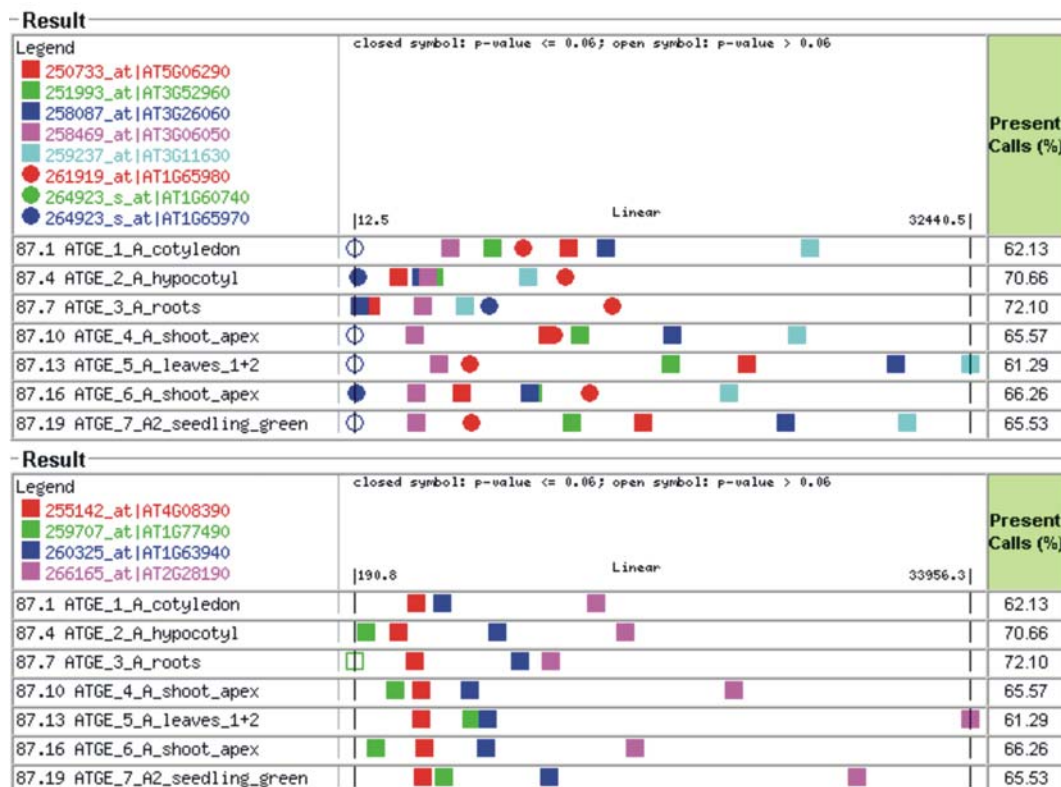 Result
Legend
closed symbol: p-value <= 0.06; open symbol: p-value > 0.06
250733_at|AT5G06290
251993_at|AT3G52960
258087_at|AT3G26060
258469_at|AT3G06050
259237_at|AT3G11630
261919_at|AT1G65980
264923_s_at|AT1G60740
264923_s_at|AT1G65970
|12.5 Linear 32440.5|
Present
Calls (%)
87.1 ATGE_1_A_cotyledon 62.13
87.4 ATGE_2_A_hypocotyl 70.66
87.7 ATGE_3_A_roots 72.10
87.10 ATGE_4_A_shoot_apex 65.57
87.13 ATGE_5_A_leaves_1+2 61.29
87.16 ATGE_6_A_shoot_apex 66.26
87.19 ATGE_7_A2_seedling_green 65.53
Result
Legend
closed symbol: p-value <= 0.06; open symbol: p-value > 0.06
255142_at|AT4G08390
259707_at|AT1G77490
260325_at|AT1G63940
266165_at|AT2G28190
|190.8 Linear 33956.3|
Present
Calls (%)
87.1 ATGE_1_A_cotyledon 62.13
87.4 ATGE_2_A_hypocotyl 70.66
87.7 ATGE_3_A_roots 72.10
87.10 ATGE_4_A_shoot_apex 65.57
87.13 ATGE_5_A_leaves_1+2 61.29
87.16 ATGE_6_A_shoot_apex 66.26
87.19 ATGE_7_A2_seedling_green 65.53